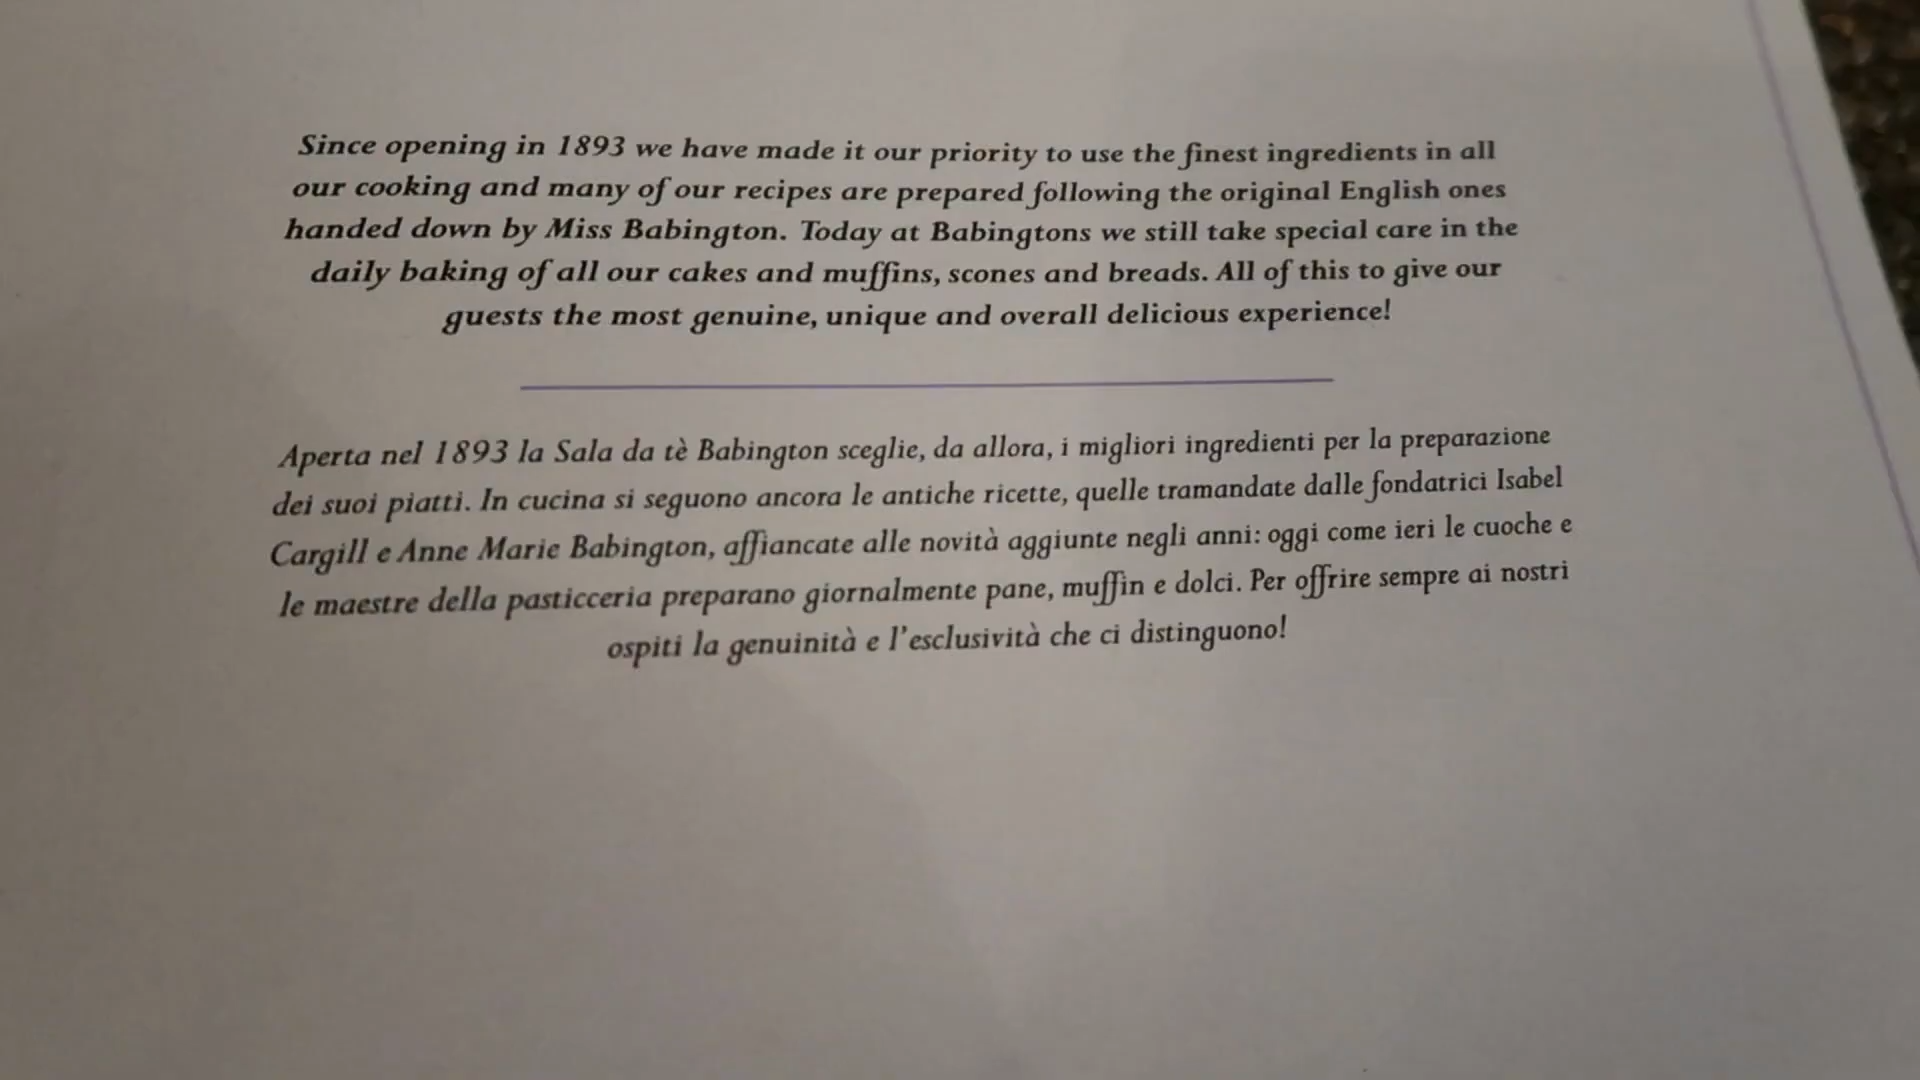 Since opening in 1893 we have made it our priority to use the finest ingredients in all
our cooking and many of our recipes are prepared following the original English ones
handed down by Miss Babington. Today at Babingtons we still take special care in the
daily baking of all our cakes and muffins, scones and breads. All of this to give our
guests the most genuine, unique and overall delicious experience!
Aperta nel 1893 la Sala da tè Babington sceglie, da allora, i migliori ingredienti per la preparazione
dei suoi piatti. In cucina si seguono ancora le antiche ricette, quelle tramandate dalle fondatrici Isabel
Cargill e Anne Marie Babington, affiancate alle novità aggiunte negli anni: oggi come ieri le cuoche e
le maestre della pasticceria preparano giornalmente pane, muffin e dolci. Per offrire sempre ai nostri
ospiti la genuinità e l'esclusività che ci distinguono!